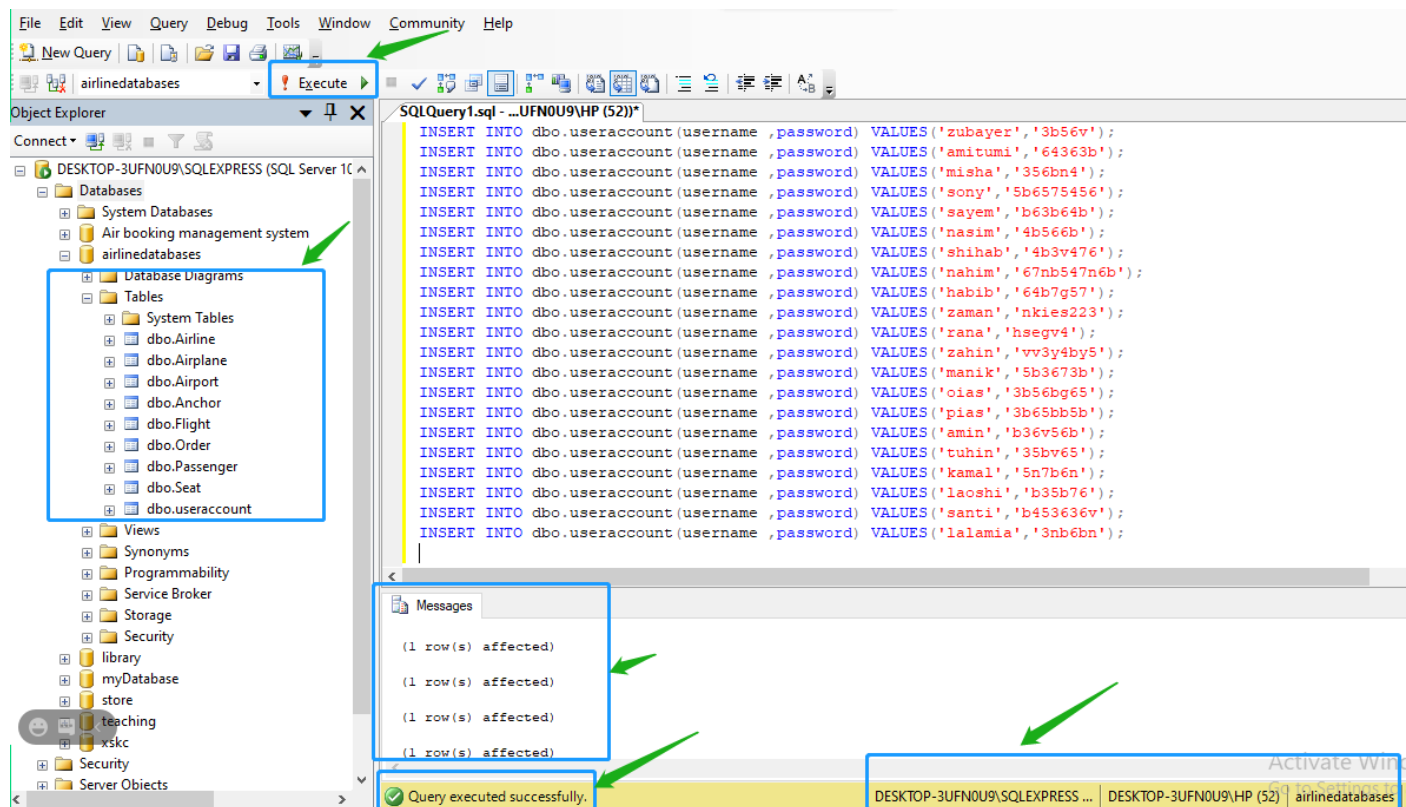 File Edit View Query Debug Tools Window Community Help
New Query
airlinedatabases Execute
Object Explorer
Connect
DESKTOP-3UFN0U9\SQLEXPRESS (SQL Server 10
Databases
System Databases
Air booking management system
airlinedatabases
Database Diagrams
Tables
System Tables
dbo.Airline
dbo.Airplane
dbo.Airport
dbo.Anchor
dbo.Flight
dbo.Order
dbo.Passenger
dbo.Seat
dbo.useraccount
Views
Synonyms
Programmability
Service Broker
Storage
Security
library
myDatabase
store
teaching
xskc
Security
Server Objects
SQLQuery1.sql - ...UFN0U9\HP (52))*
INSERT INTO dbo.useraccount(username ,password) VALUES('zubayer','3b56v');
INSERT INTO dbo.useraccount(username ,password) VALUES('amitumi','64363b');
INSERT INTO dbo.useraccount(username ,password) VALUES('misha','356bn4');
INSERT INTO dbo.useraccount(username ,password) VALUES('sony','5b6575456');
INSERT INTO dbo.useraccount(username ,password) VALUES('sayem','b63b64b');
INSERT INTO dbo.useraccount(username ,password) VALUES('nasim','4b566b');
INSERT INTO dbo.useraccount(username ,password) VALUES('shihab','4b3v476');
INSERT INTO dbo.useraccount(username ,password) VALUES('nahim','67nb547n6b');
INSERT INTO dbo.useraccount(username ,password) VALUES('habib','64b7g57');
INSERT INTO dbo.useraccount(username ,password) VALUES('zaman','nkies223');
INSERT INTO dbo.useraccount(username ,password) VALUES('rana','hsegv4');
INSERT INTO dbo.useraccount(username ,password) VALUES('zahin','vv3y4by5');
INSERT INTO dbo.useraccount(username ,password) VALUES('manik','5b3673b');
INSERT INTO dbo.useraccount(username ,password) VALUES('oias','3b56bg65');
INSERT INTO dbo.useraccount(username ,password) VALUES('pias','3b65bb5b');
INSERT INTO dbo.useraccount(username ,password) VALUES('amin','b36v56b');
INSERT INTO dbo.useraccount(username ,password) VALUES('tuhin','35bv65');
INSERT INTO dbo.useraccount(username ,password) VALUES('kamal','5n7b6n');
INSERT INTO dbo.useraccount(username ,password) VALUES('laoshi','b35b76');
INSERT INTO dbo.useraccount(username ,password) VALUES('santi','b453636v');
INSERT INTO dbo.useraccount(username ,password) VALUES('lalamia','3nb6bn');
Messages
(1 row(s) affected)
(1 row(s) affected)
(1 row(s) affected)
(1 row(s) affected)
Activate Win
Go to Settings to
Query executed successfully. DESKTOP-3UFN0U9\SQLEXPRESS ... DESKTOP-3UFN0U9\HP (52) airlinedatabases